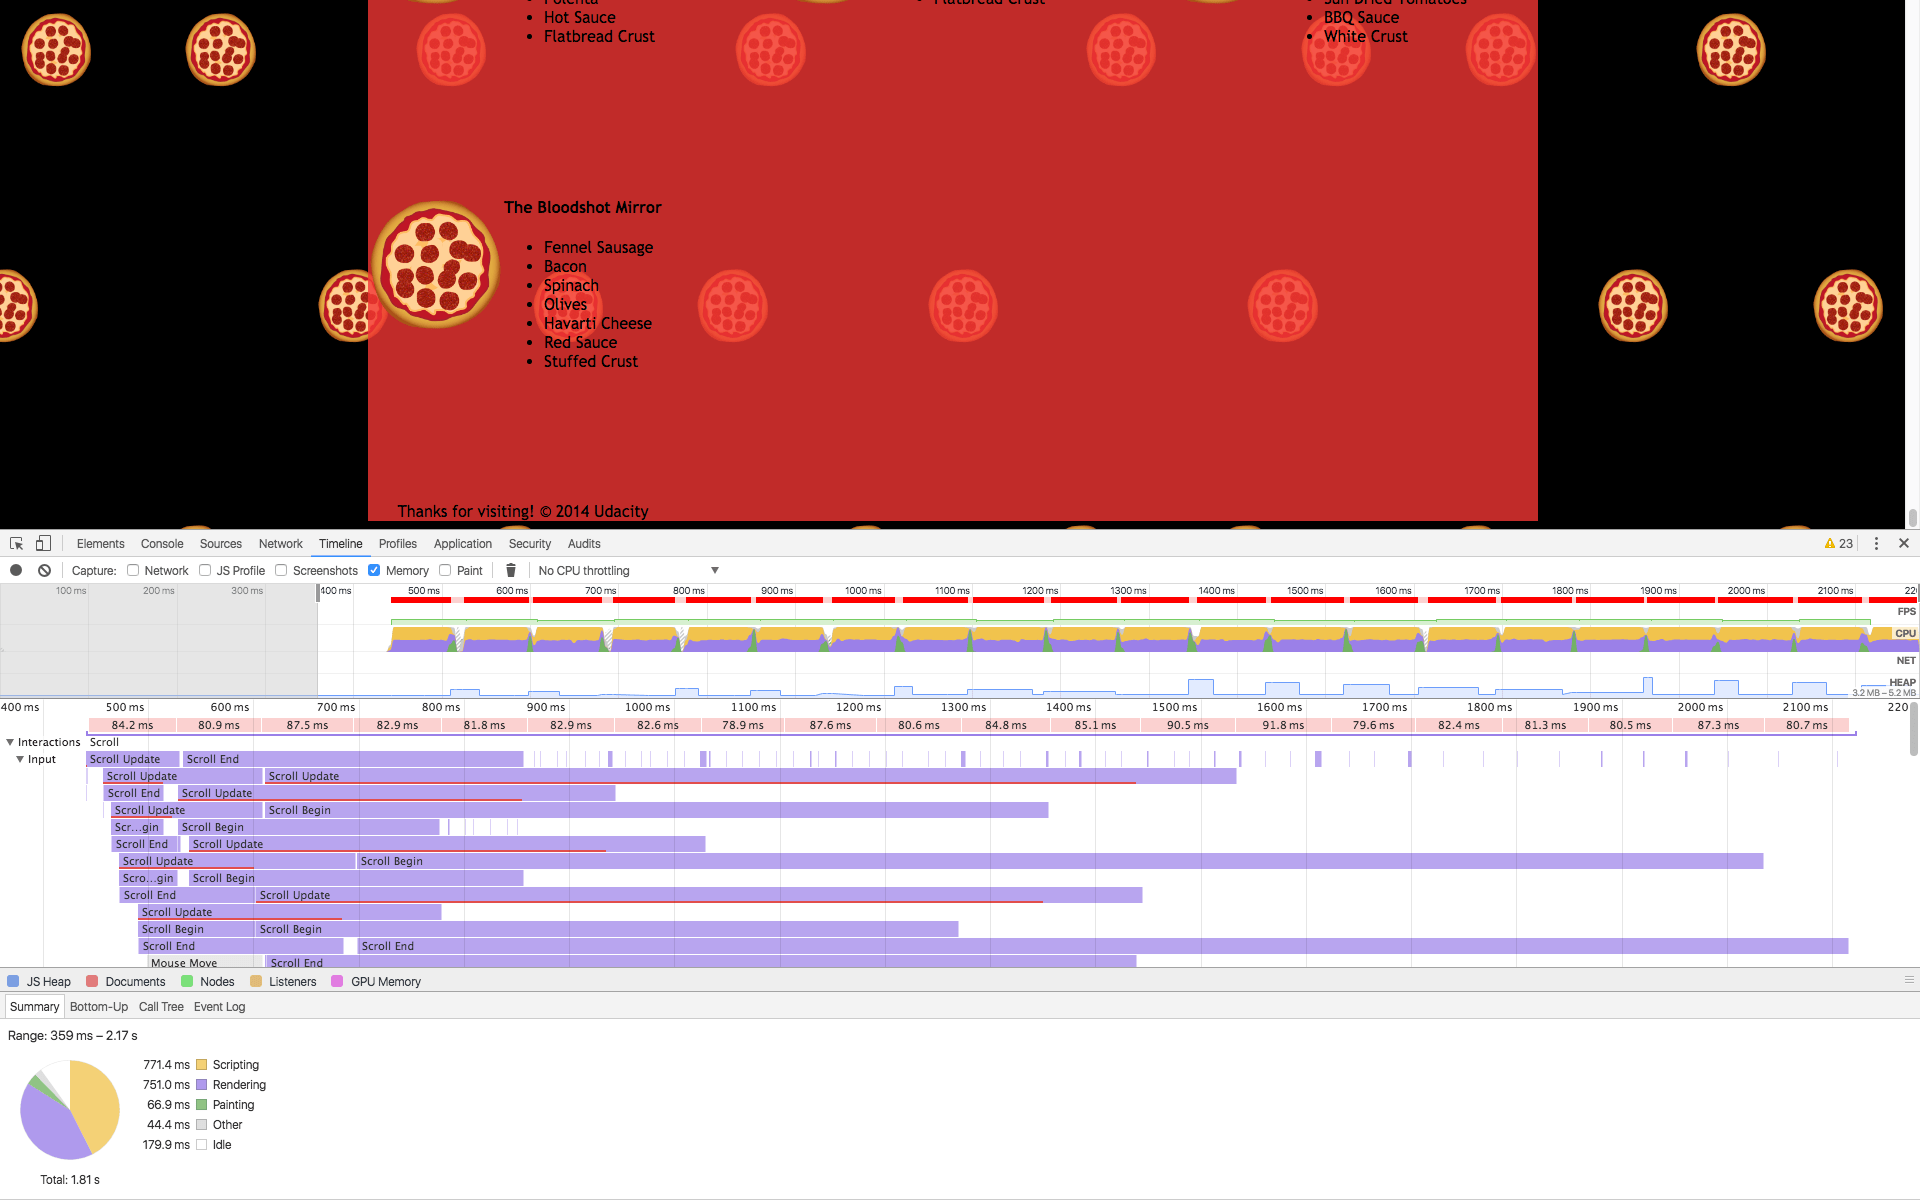 Polenta Flatbread Crust Sun Dried Tomatoes
Hot Sauce BBQ Sauce
Flatbread Crust White Crust
The Bloodshot Mirror
Fennel Sausage
Bacon
Spinach
Olives
Havarti Cheese
Red Sauce
Stuffed Crust
Thanks for visiting! © 2014 Udacity
Elements Console Sources Network Timeline Profiles Application Security Audits 23
Capture: Network JS Profile Screenshots Memory Paint No CPU throttling
100 ms 200 ms 300 ms 400 ms 500 ms 600 ms 700 ms 800 ms 900 ms 1000 ms 1100 ms 1200 ms 1300 ms 1400 ms 1500 ms 1600 ms 1700 ms 1800 ms 1900 ms 2000 ms 2100 ms 220
FPS
CPU
NET
HEAP
3.2 MB – 5.2 MB
400 ms 500 ms 600 ms 700 ms 800 ms 900 ms 1000 ms 1100 ms 1200 ms 1300 ms 1400 ms 1500 ms 1600 ms 1700 ms 1800 ms 1900 ms 2000 ms 2100 ms 220
84.2 ms 80.9 ms 87.5 ms 82.9 ms 81.8 ms 82.9 ms 82.6 ms 78.9 ms 87.6 ms 80.6 ms 84.8 ms 85.1 ms 90.5 ms 91.8 ms 79.6 ms 82.4 ms 81.3 ms 80.5 ms 87.3 ms 80.7 ms
Interactions Scroll
Input Scroll Update Scroll End
Scroll Update Scroll Update
Scroll End Scroll Update
Scroll Update Scroll Begin
Scr...gin Scroll Begin
Scroll End Scroll Update
Scroll Update Scroll Begin
Scro...gin Scroll Begin
Scroll End Scroll Update
Scroll Update
Scroll Begin Scroll Begin
Scroll End Scroll End
Mouse Move Scroll End
JS Heap Documents Nodes Listeners GPU Memory
Summary Bottom-Up Call Tree Event Log
Range: 359 ms – 2.17 s
771.4 ms Scripting
751.0 ms Rendering
66.9 ms Painting
44.4 ms Other
179.9 ms Idle
Total: 1.81 s